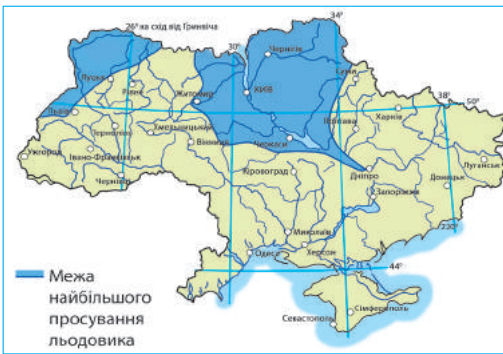 26° на схід від Гринвіча
34°
30°
Чернігів
Луцьк
Рівне
Суми
Житомир
КИЇВ
38°
50°
Львів
Харків
Полтава
Тернопіль
Хмельницький
Черкаси
Ужгород
Івано-Франківськ
Вінниця
Луганськ
Чернівці
Кіровоград
Дніпро
Донецьк
Запоріжжя
Миколаїв
220°
Одеса
Херсон
44°
Межа
найбільшого
просування
льодовика
Сімферополь
Севастополь